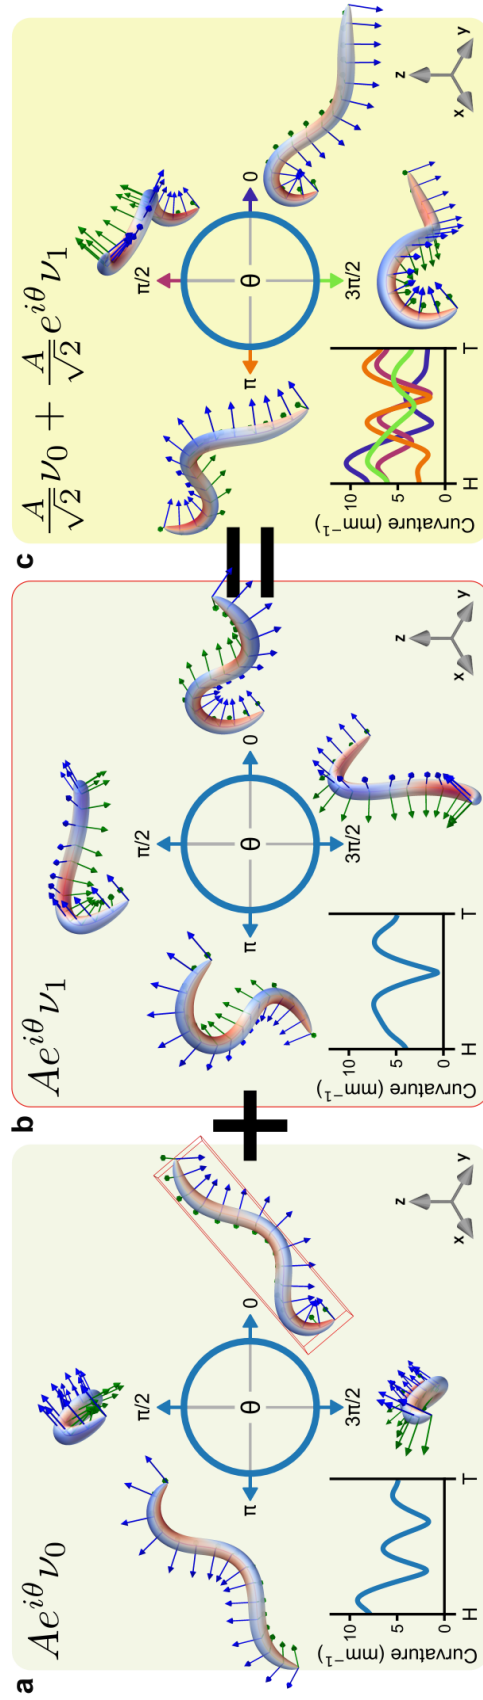 a
Ae^{iθ}ν_0
π/2
π
θ
0
3π/2
10
5
0
Curvature (mm⁻¹)
H
T
z
x
y
+
b
Ae^{iθ}ν_1
π/2
π
θ
0
3π/2
10
5
0
Curvature (mm⁻¹)
H
T
z
x
y
=
c
A/√2 ν_0 + A/√2 e^{iθ}ν_1
π/2
π
θ
0
3π/2
10
5
0
Curvature (mm⁻¹)
H
T
z
x
y